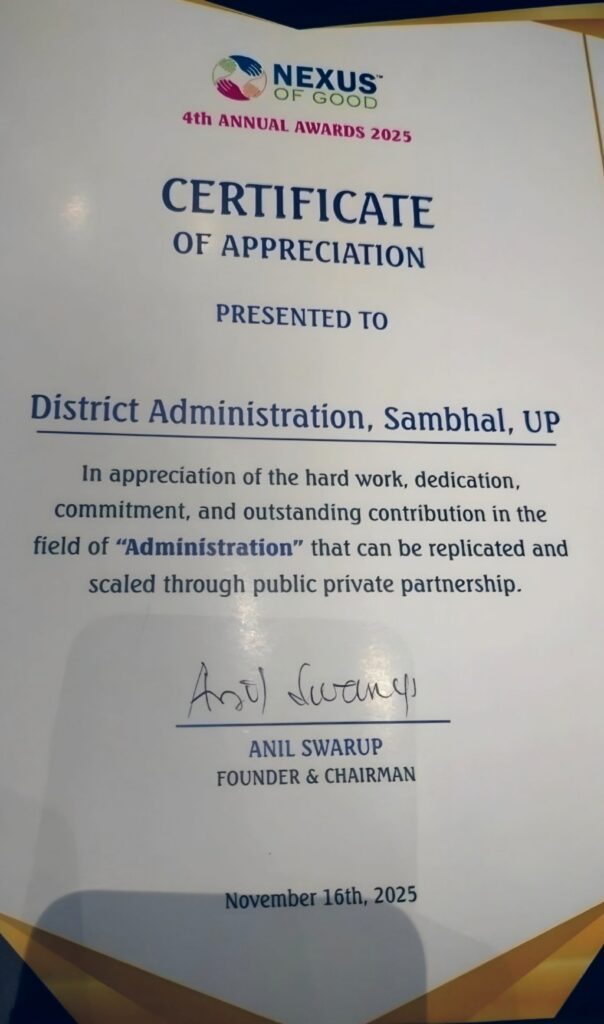 NEXUS™
OF GOOD
4th ANNUAL AWARDS 2025
CERTIFICATE
OF APPRECIATION
PRESENTED TO
District Administration, Sambhal, UP
In appreciation of the hard work, dedication,
commitment, and outstanding contribution in the
field of “Administration” that can be replicated and
scaled through public private partnership.
Anil Swarup
ANIL SWARUP
FOUNDER & CHAIRMAN
November 16th, 2025